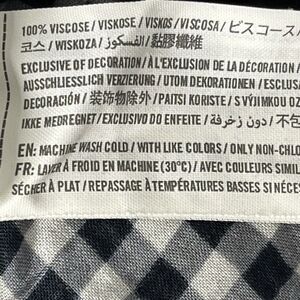 100% VISCOSE / VISKOSE / VISKOS / VISCOSA / ビスコース /
코스 / WISKOZA / الفسكوز / 黏膠纖維
EXCLUSIVE OF DECORATION / À L'EXCLUSION DE LA DÉCORATION /
AUSSCHLIESSLICH VERZIERUNG / UTOM DEKORATIONEN / ESCLUS
DECORACIÓN / 装饰物除外 / PAITSI KORISTE / S VÝJIMKOU OZ
IKKE MEDREGNET / EXCLUSIVO DO ENFEITE / دون زخرفة / 不包
EN: MACHINE WASH COLD / WITH LIKE COLORS / ONLY NON-CHLO
FR: LAVER À FROID EN MACHINE (30°C) / AVEC COULEURS SIMIL
SÉCHER À PLAT / REPASSAGE À TEMPÉRATURES BASSES SI NÉCES